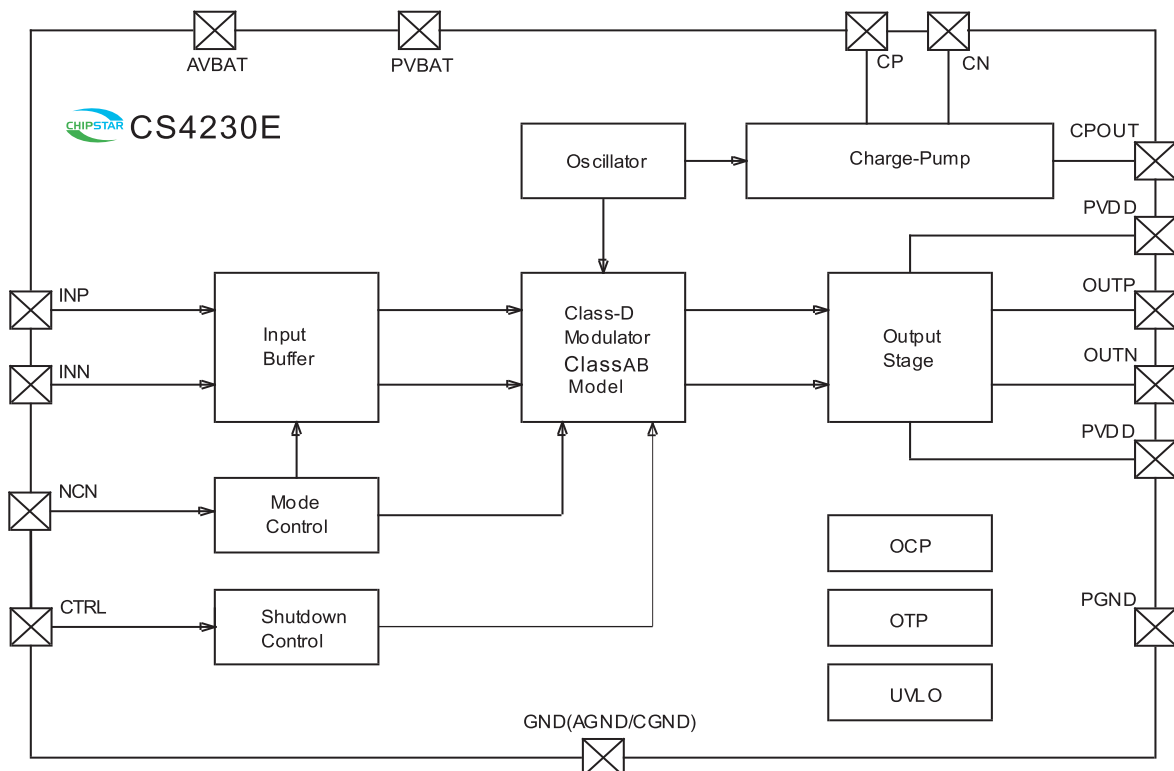 AVBAT
PVBAT
CP
CN
CHIPSTAR CS4230E
CPOUT
Oscillator
Charge-Pump
PVDD
INP
Input
Buffer
Class-D
Modulator
ClassAB
Model
Output
Stage
OUTP
INN
OUTN
PVDD
NCN
Mode
Control
OCP
CTRL
Shutdown
Control
OTP
PGND
UVLO
GND(AGND/CGND)